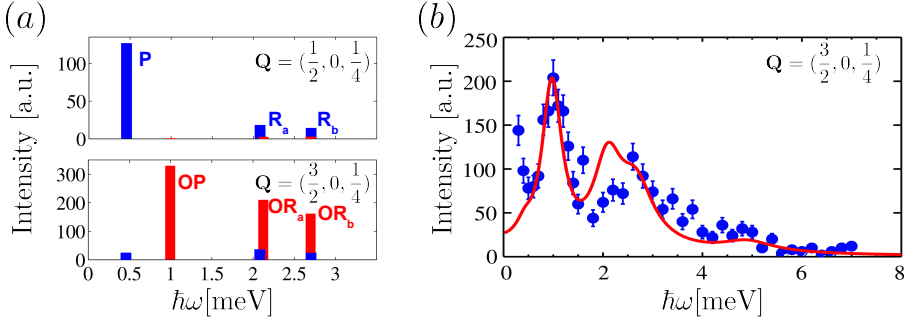 (a)
Intensity [a.u.]
100
50
0
P
Q = (1/2, 0, 1/4)
R_a
R_b
300
200
100
0
Q = (3/2, 0, 1/4)
OP
OR_a
OR_b
0 0.5 1 1.5 2 2.5 3
ħω[meV]
(b)
Intensity [a.u.]
250
200
150
100
50
0
Q = (3/2, 0, 1/4)
0 2 4 6 8
ħω[meV]